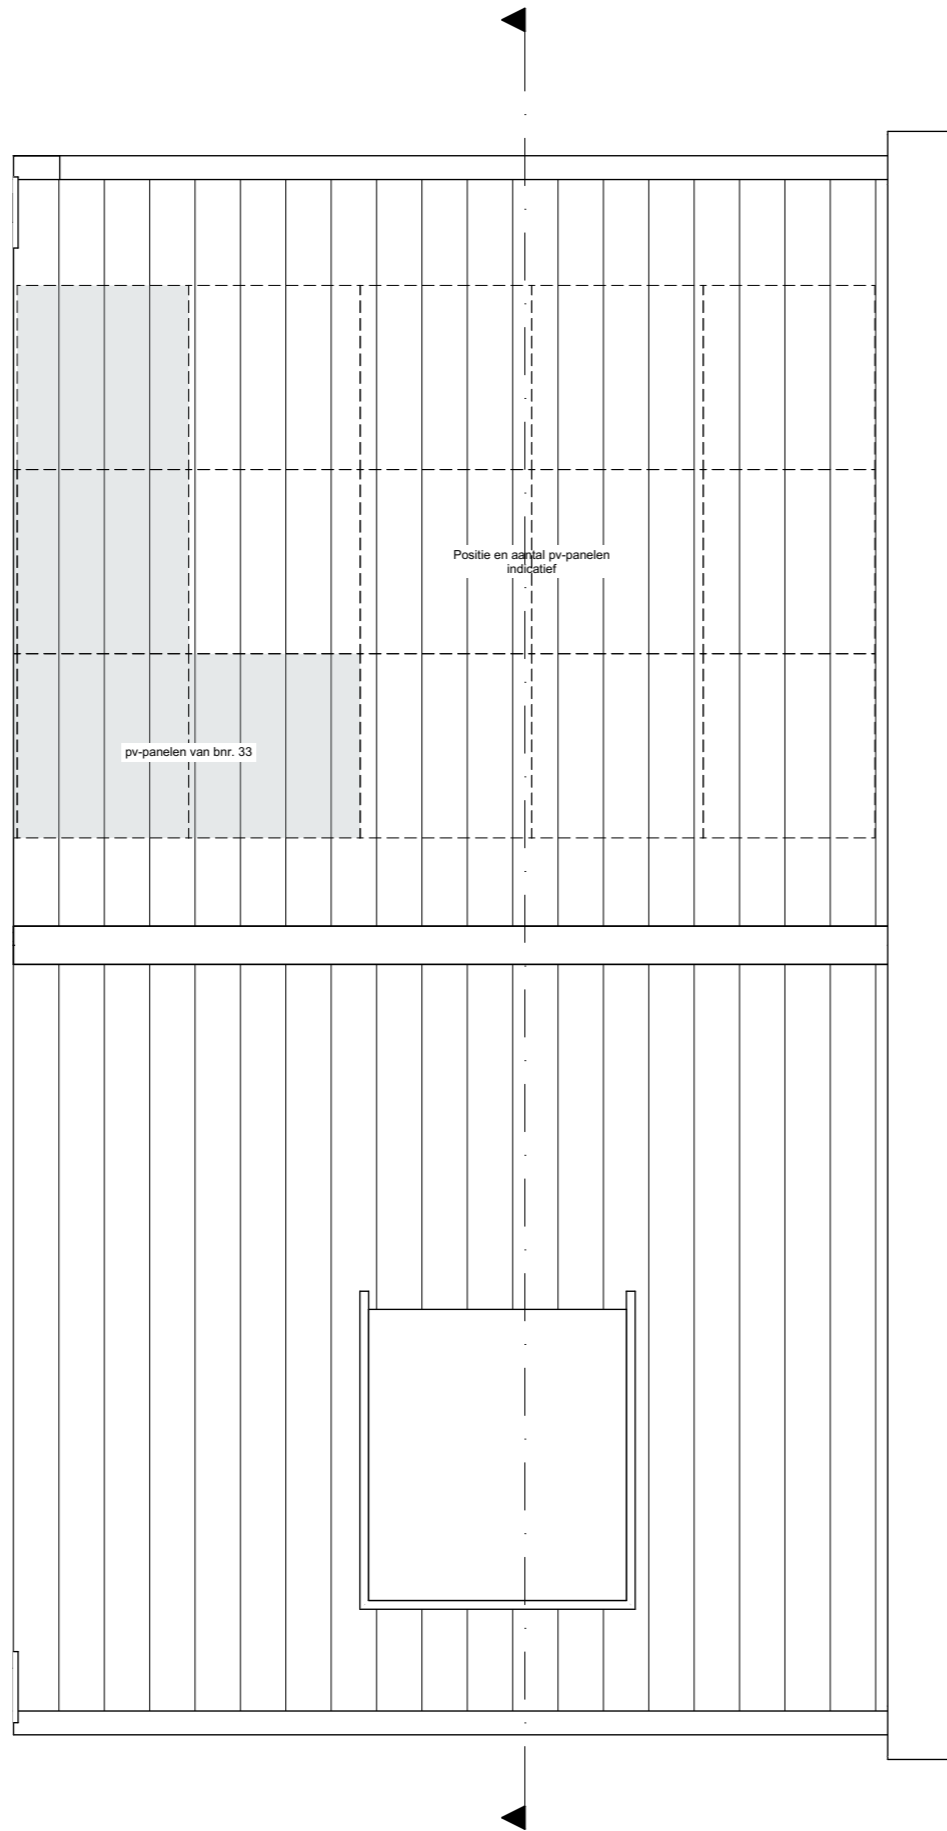 Positie en aantal pv-panelen
indicatief
pv-panelen van bnr. 33